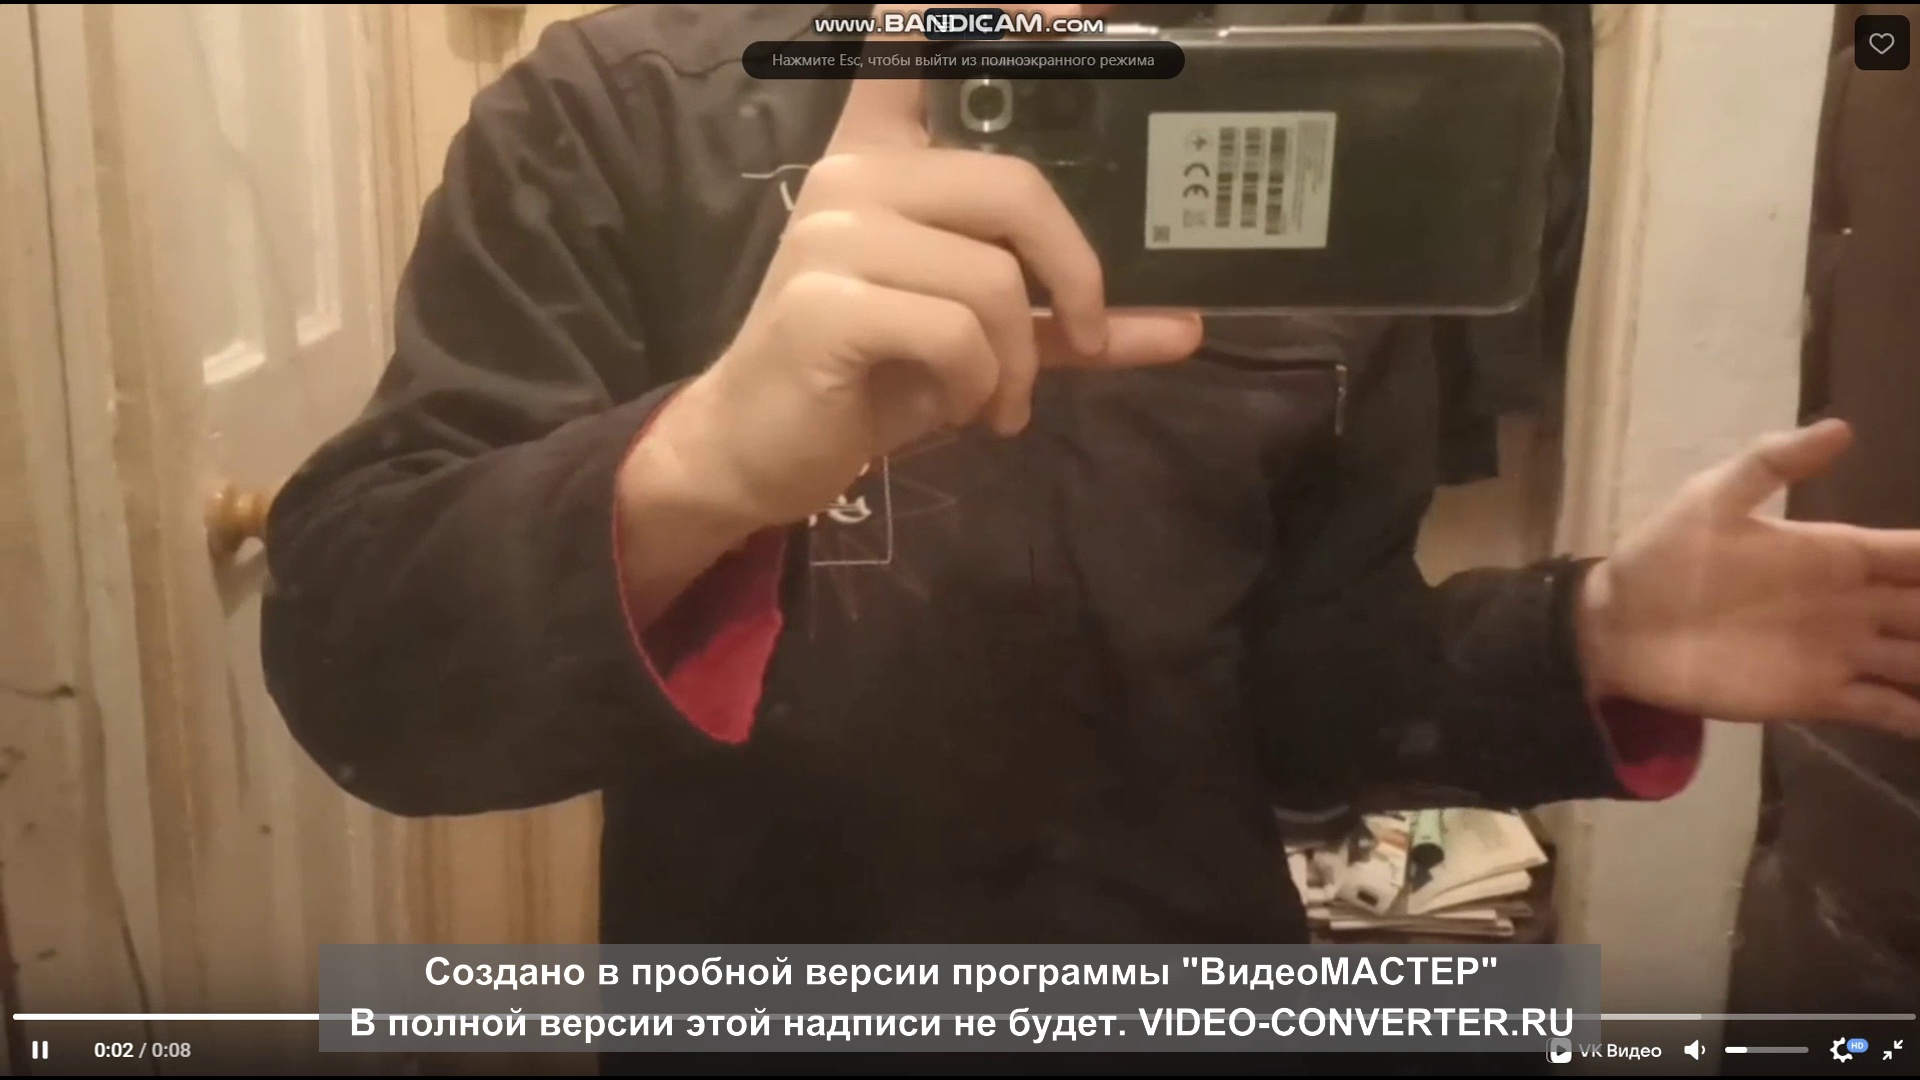 www.BANDICAM.com
Нажмите Esc, чтобы выйти из полноэкранного режима
CE
Создано в пробной версии программы "ВидеоМАСТЕР"
В полной версии этой надписи не будет. VIDEO-CONVERTER.RU
0:02 / 0:08
VK Видео
HD